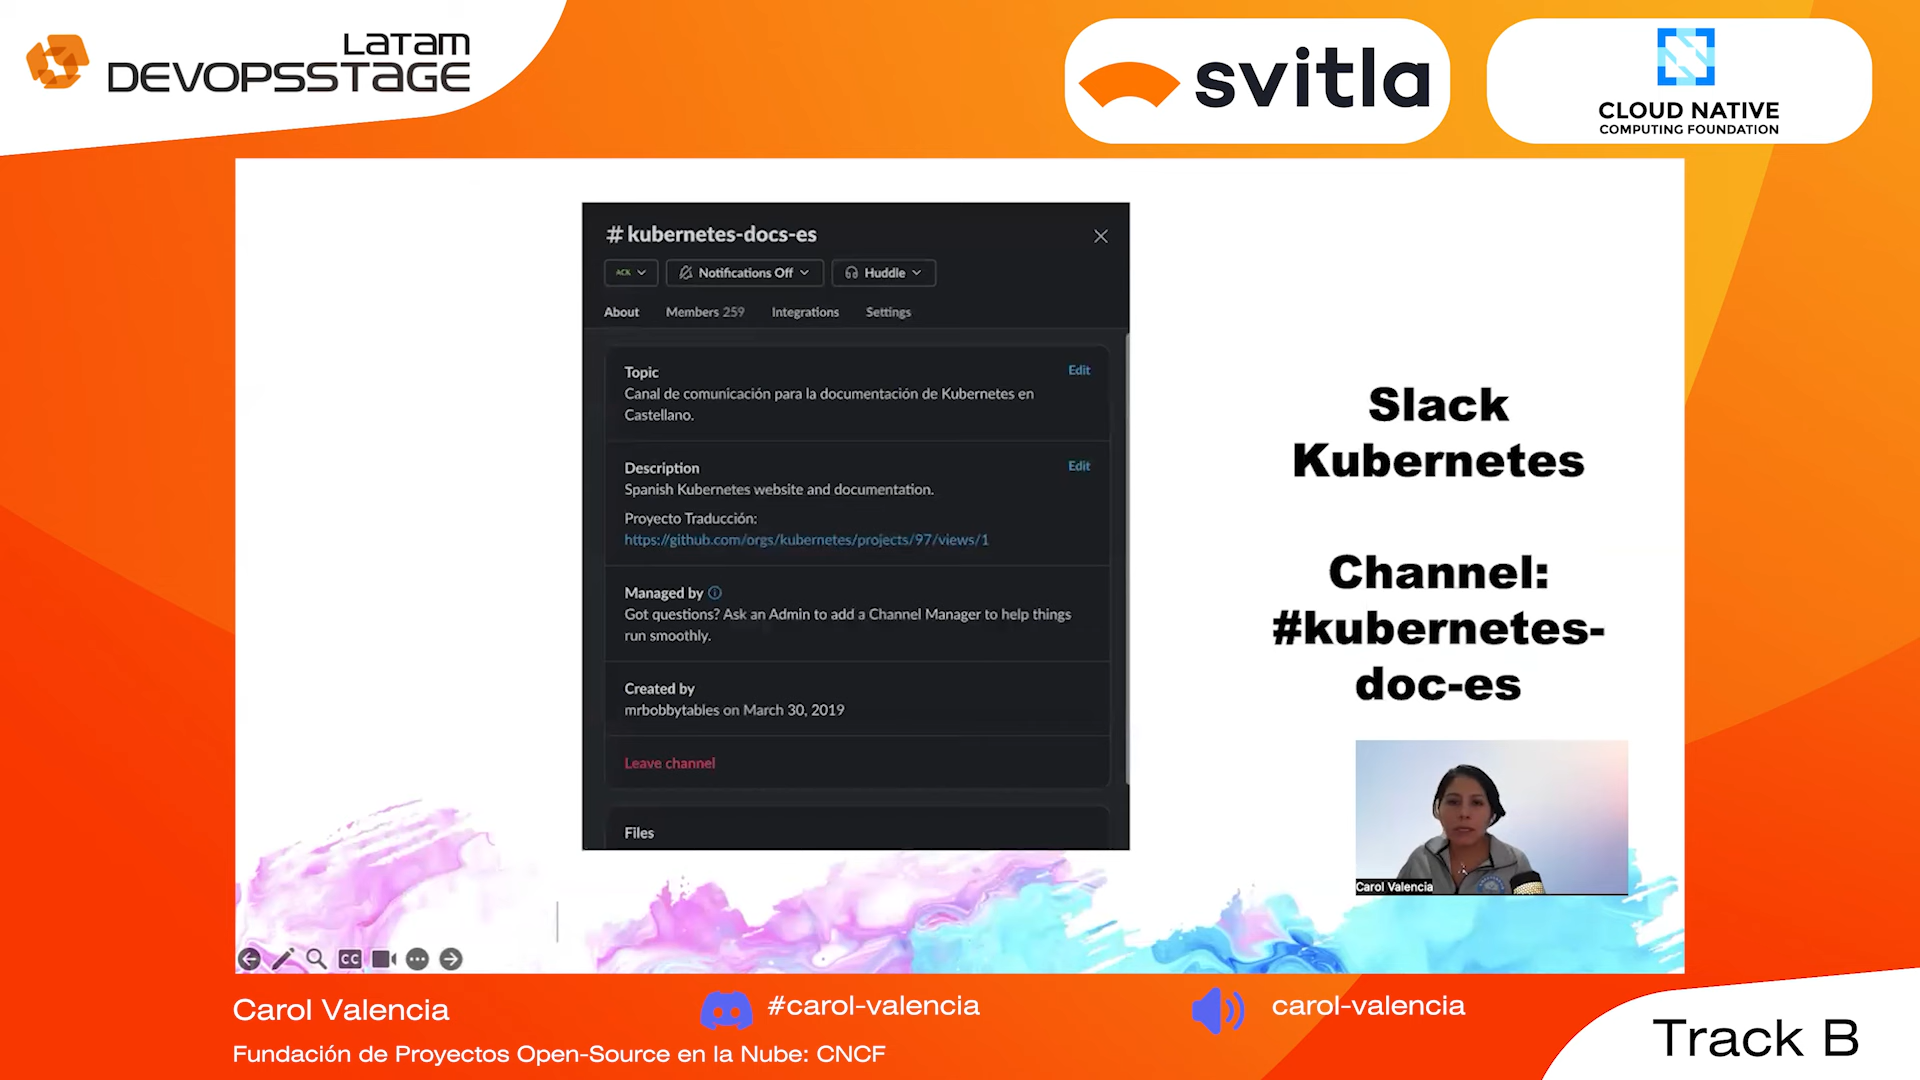 LATAM
DEVOPSSTAGE
svitla
CLOUD NATIVE
COMPUTING FOUNDATION
# kubernetes-docs-es
ACK
Notifications Off
Huddle
About Members 259 Integrations Settings
Topic Edit
Canal de comunicación para la documentación de Kubernetes en
Castellano.
Description Edit
Spanish Kubernetes website and documentation.
Proyecto Traducción:
https://github.com/orgs/kubernetes/projects/97/views/1
Managed by
Got questions? Ask an Admin to add a Channel Manager to help things
run smoothly.
Created by
mrbobbytables on March 30, 2019
Leave channel
Files
Slack
Kubernetes
Channel:
#kubernetes-
doc-es
Carol Valencia
CC
Carol Valencia
Fundación de Proyectos Open-Source en la Nube: CNCF
#carol-valencia
carol-valencia
Track B